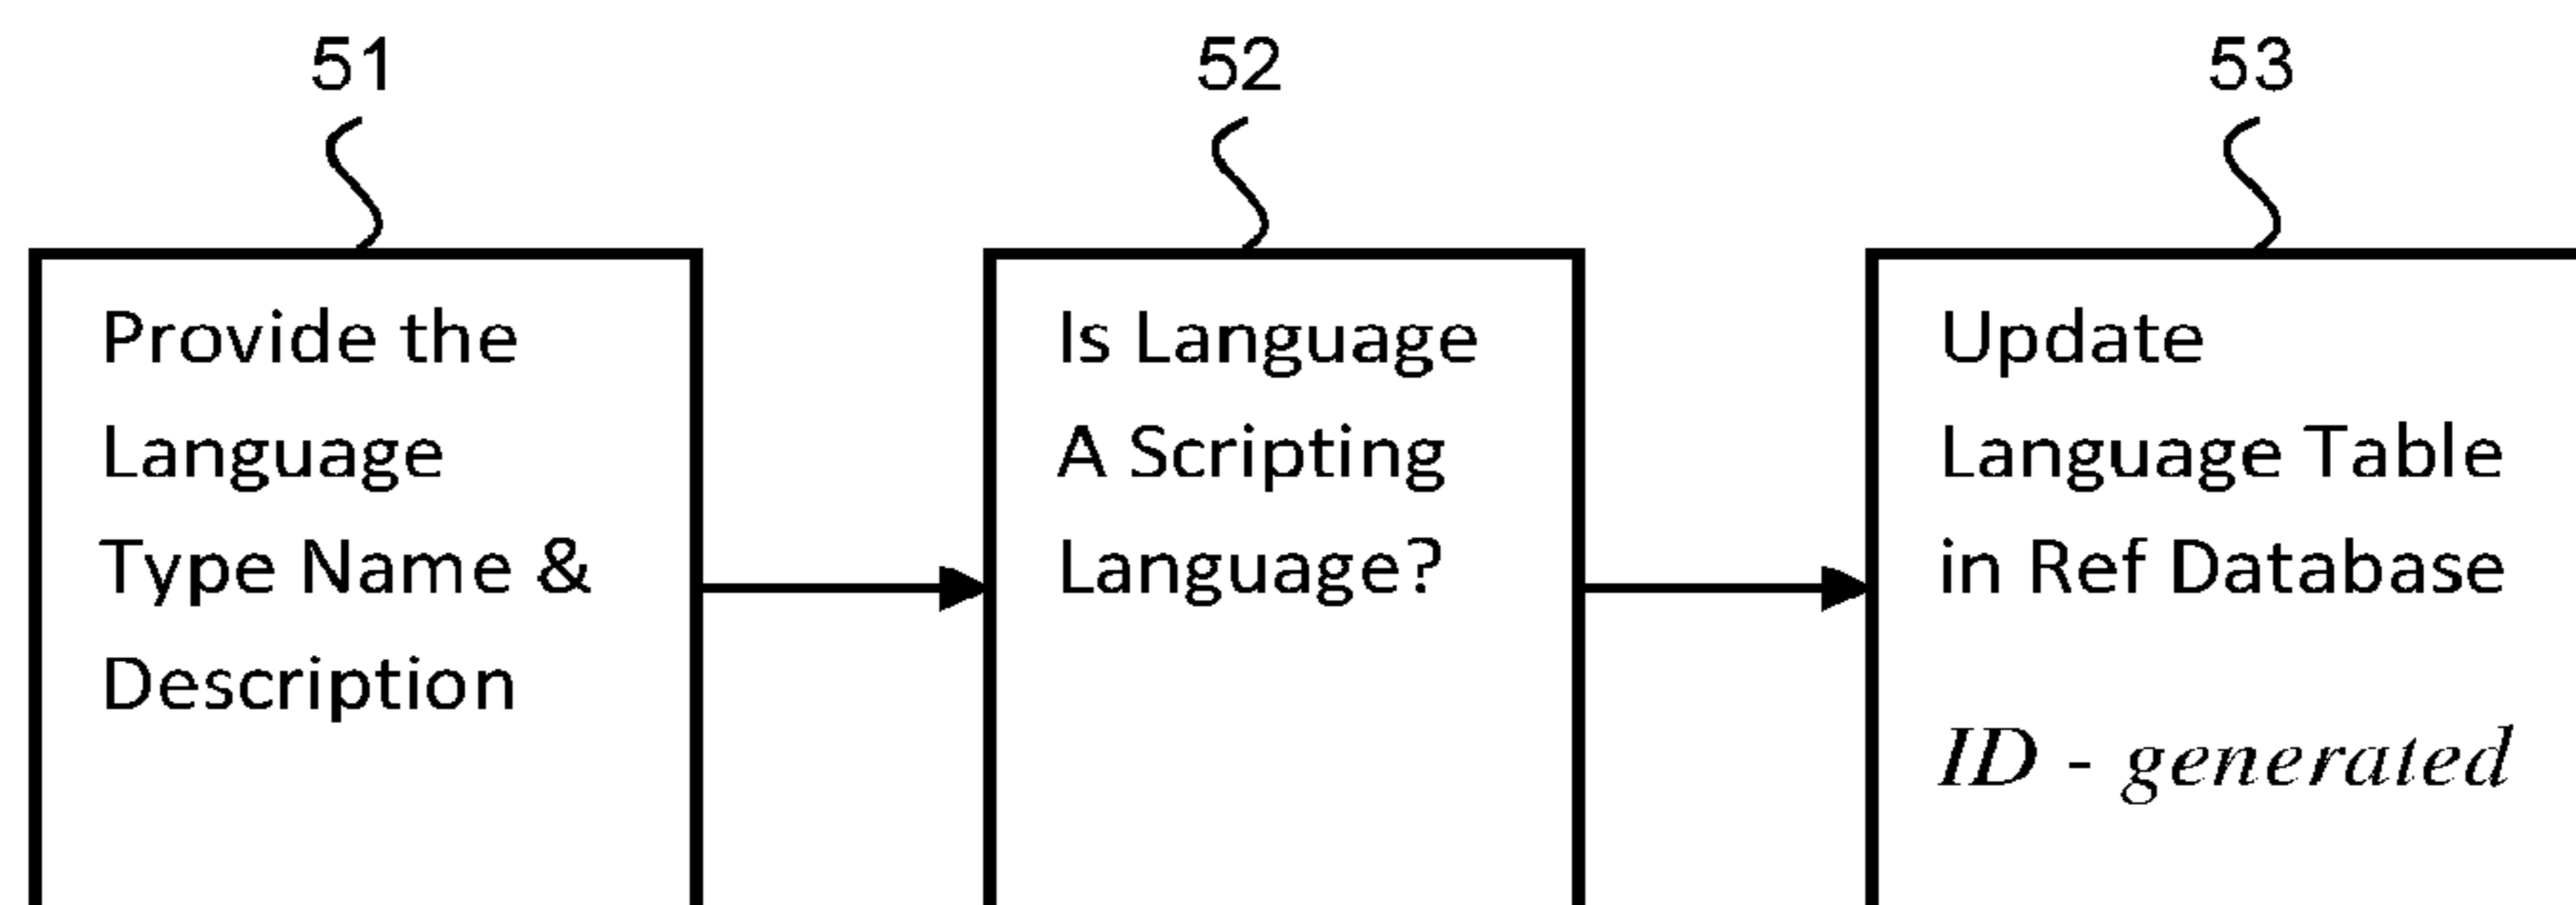 51
52
53
Provide the
Language
Type Name &
Description
Is Language
A Scripting
Language?
Update
Language Table
in Ref Database
ID - generated